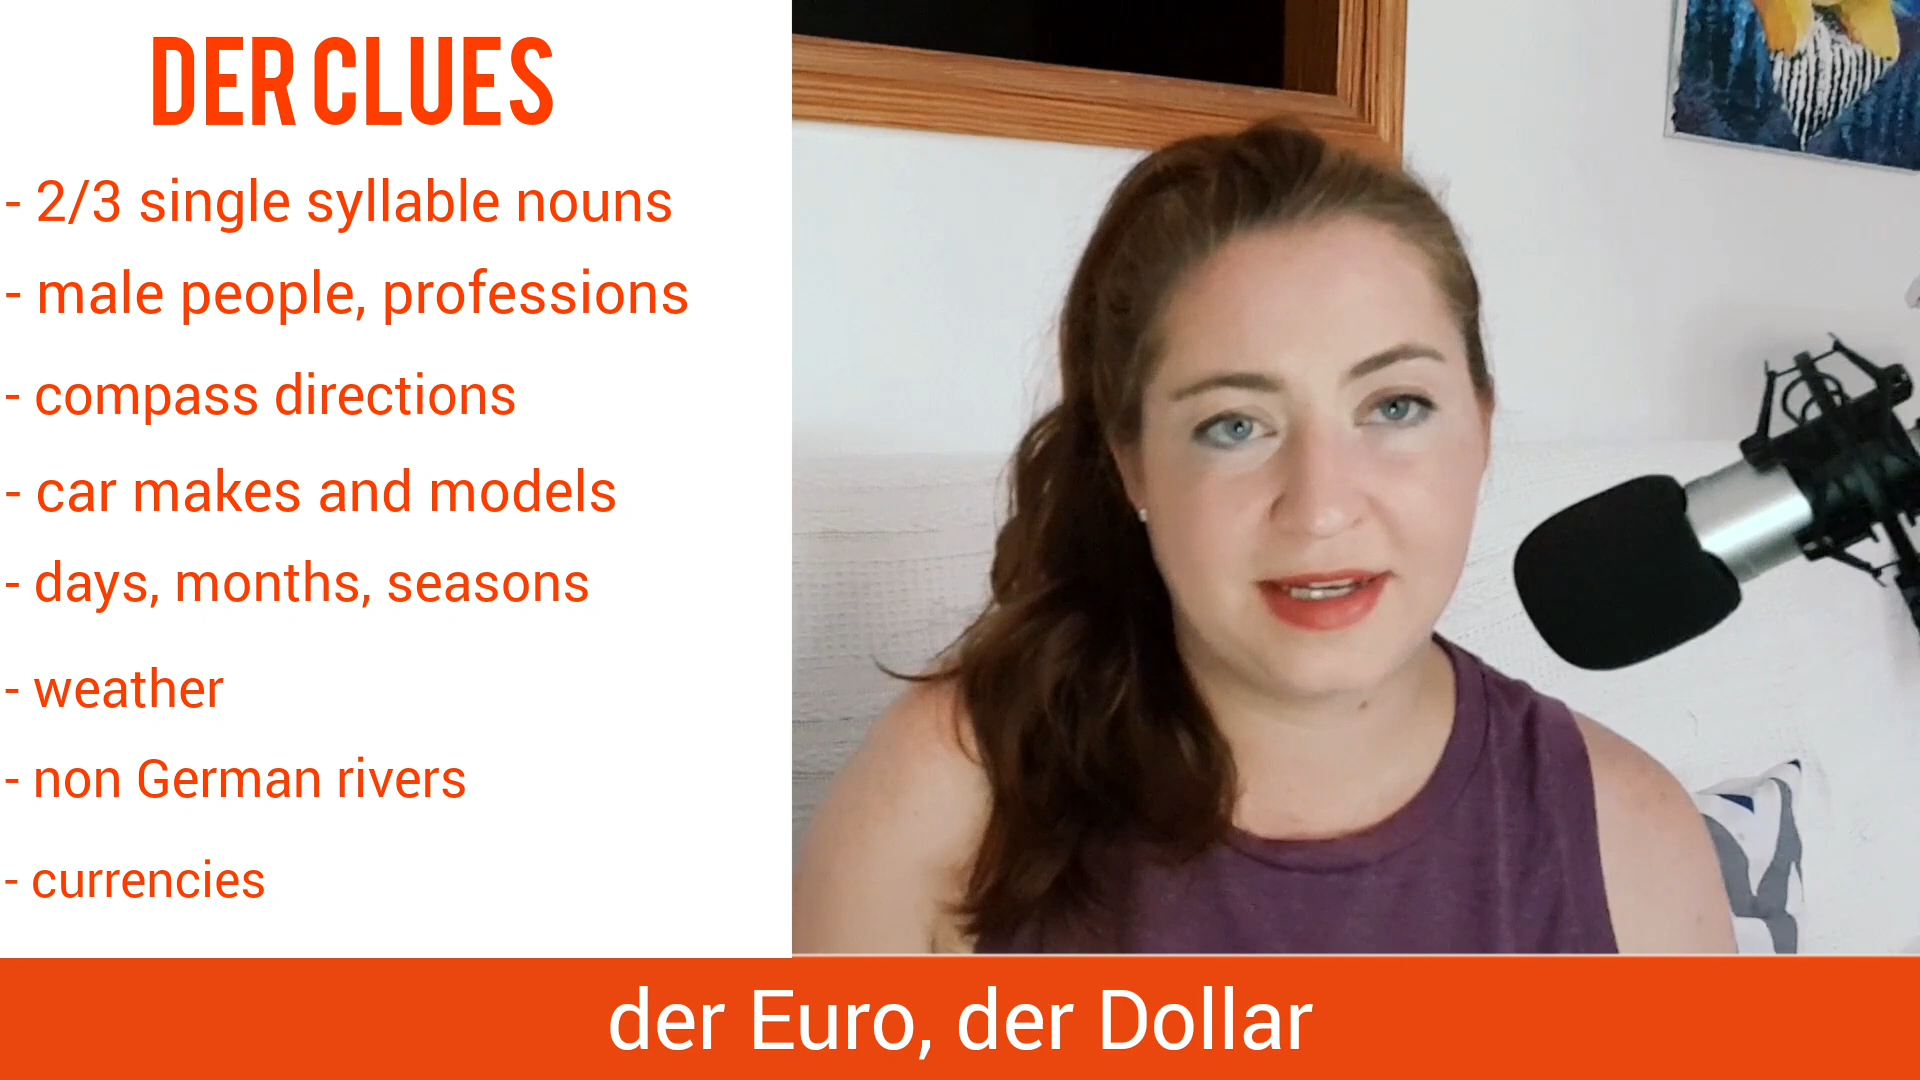 DER CLUES
- 2/3 single syllable nouns
- male people, professions
- compass directions
- car makes and models
- days, months, seasons
- weather
- non German rivers
- currencies
der Euro, der Dollar